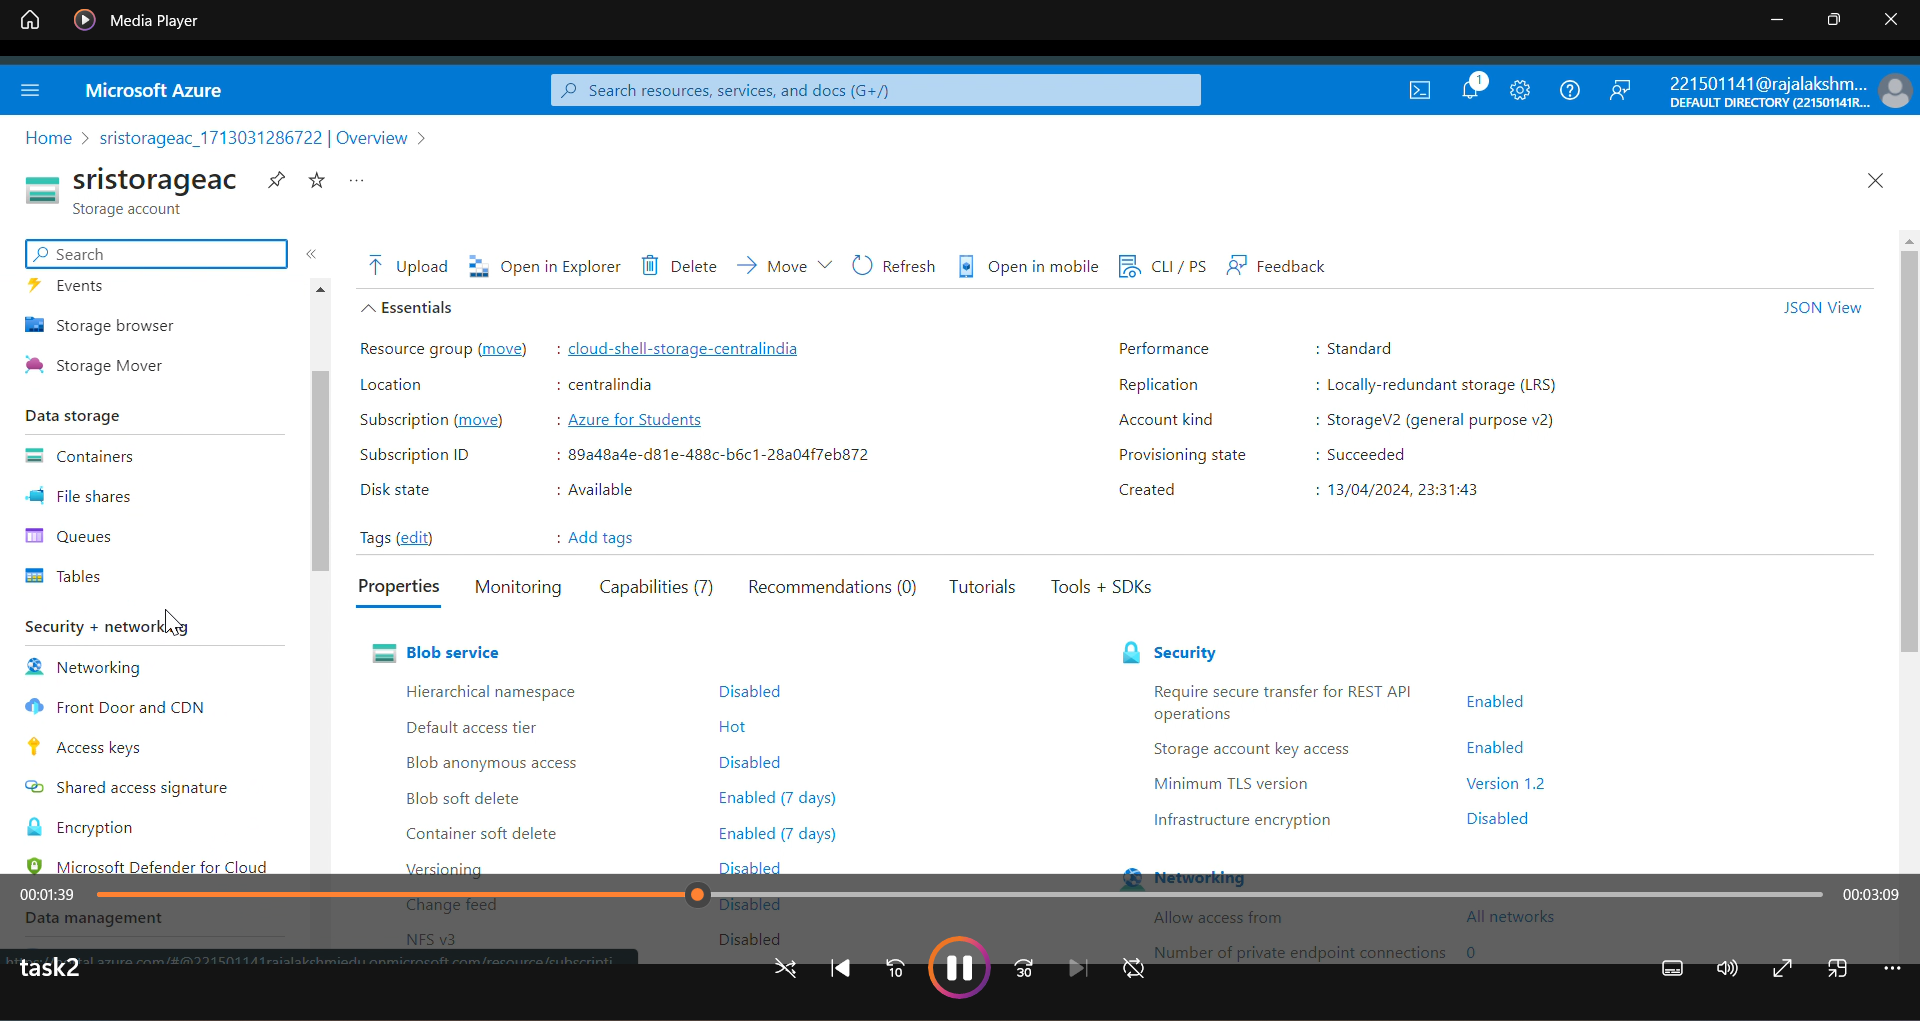 Media Player
Microsoft Azure
Search resources, services, and docs (G+/)
1
221501141@rajalakshm...
DEFAULT DIRECTORY (221501141R...
Home > sristorageac_1713031286722 | Overview >
sristorageac
Storage account
Search
«
Events
Storage browser
Storage Mover
Data storage
Containers
File shares
Queues
Tables
Security + networking
Networking
Front Door and CDN
Access keys
Shared access signature
Encryption
Microsoft Defender for Cloud
Data management
Upload Open in Explorer Delete Move Refresh Open in mobile CLI / PS Feedback
Essentials
JSON View
Resource group (move) : cloud-shell-storage-centralindia
Location : centralindia
Subscription (move) : Azure for Students
Subscription ID : 89a48a4e-d81e-488c-b6c1-28a04f7eb872
Disk state : Available
Tags (edit) : Add tags
Performance : Standard
Replication : Locally-redundant storage (LRS)
Account kind : StorageV2 (general purpose v2)
Provisioning state : Succeeded
Created : 13/04/2024, 23:31:43
Properties Monitoring Capabilities (7) Recommendations (0) Tutorials Tools + SDKs
Blob service
Hierarchical namespace Disabled
Default access tier Hot
Blob anonymous access Disabled
Blob soft delete Enabled (7 days)
Container soft delete Enabled (7 days)
Versioning Disabled
Change feed Disabled
NFS v3 Disabled
Security
Require secure transfer for REST API operations Enabled
Storage account key access Enabled
Minimum TLS version Version 1.2
Infrastructure encryption Disabled
Networking
Allow access from All networks
Number of private endpoint connections 0
00:01:39
00:03:09
task2
10
30